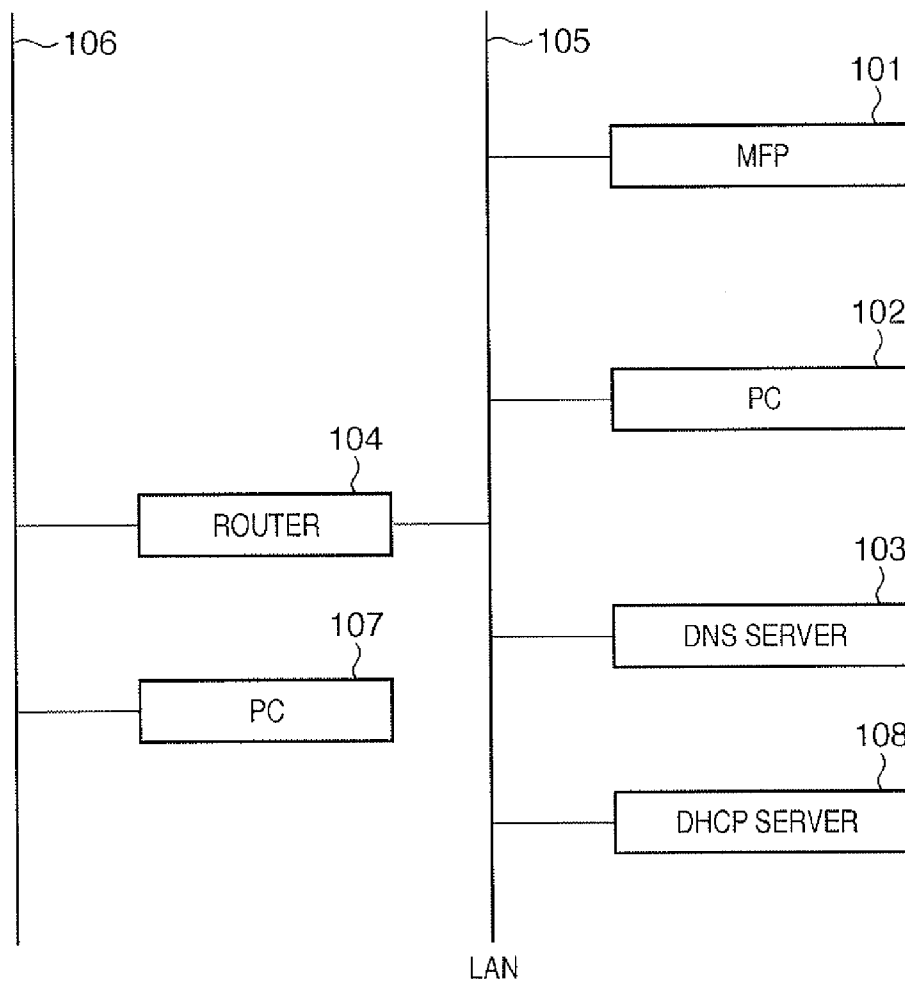 106
105
101
MFP
102
PC
104
ROUTER
103
DNS SERVER
107
PC
108
DHCP SERVER
LAN